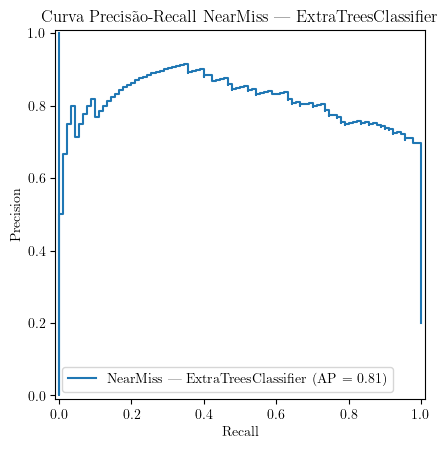 Curva Precisão-Recall NearMiss — ExtraTreesClassifier
1.0
0.8
0.6
0.4
0.2
0.0
Precision
NearMiss — ExtraTreesClassifier (AP = 0.81)
0.0 0.2 0.4 0.6 0.8 1.0
Recall